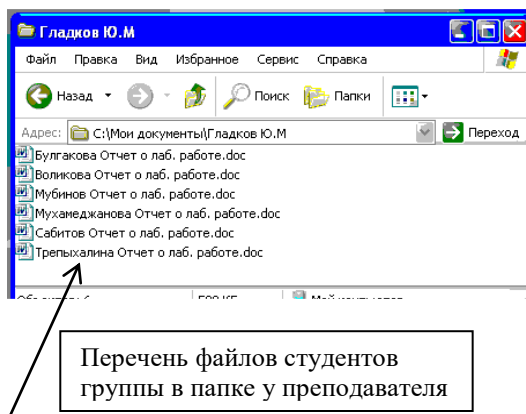 Гладков Ю.М
Файл Правка Вид Избранное Сервис Справка
Назад Поиск Папки
Адрес: C:\Мои документы\Гладков Ю.М Переход
Булгакова Отчет о лаб. работе.doc
Воликова Отчет о лаб. работе.doc
Мубинов Отчет о лаб. работе.doc
Мухамеджанова Отчет о лаб. работе.doc
Сабитов Отчет о лаб. работе.doc
Трепыхалина Отчет о лаб. работе.doc
Перечень файлов студентов
группы в папке у преподавателя